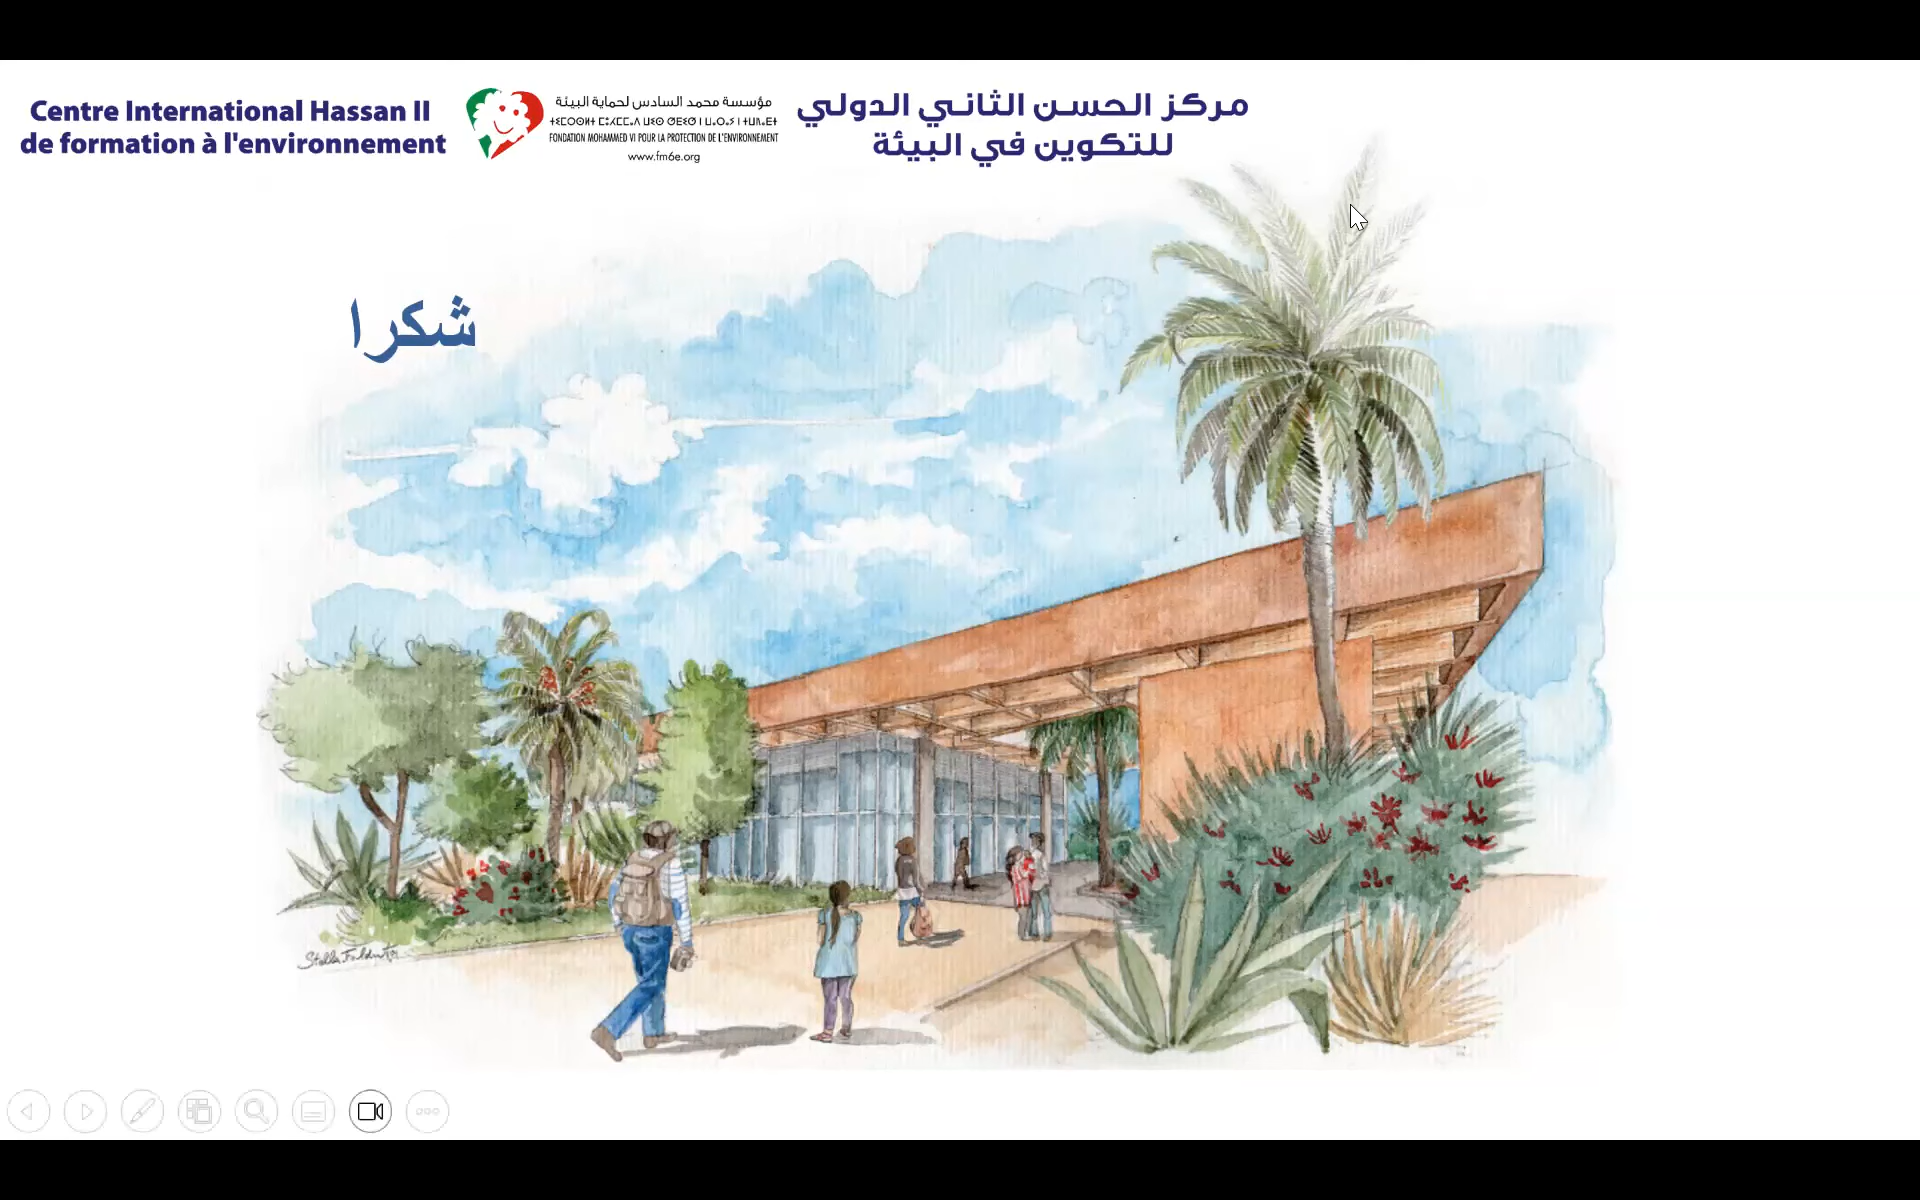 Centre International Hassan II
de formation à l'environnement
مؤسسة محمد السادس لحماية البيئة
FONDATION MOHAMMED VI POUR LA PROTECTION DE L'ENVIRONNEMENT
www.fm6e.org
مركز الحسن الثاني الدولي
للتكوين في البيئة
شكرا